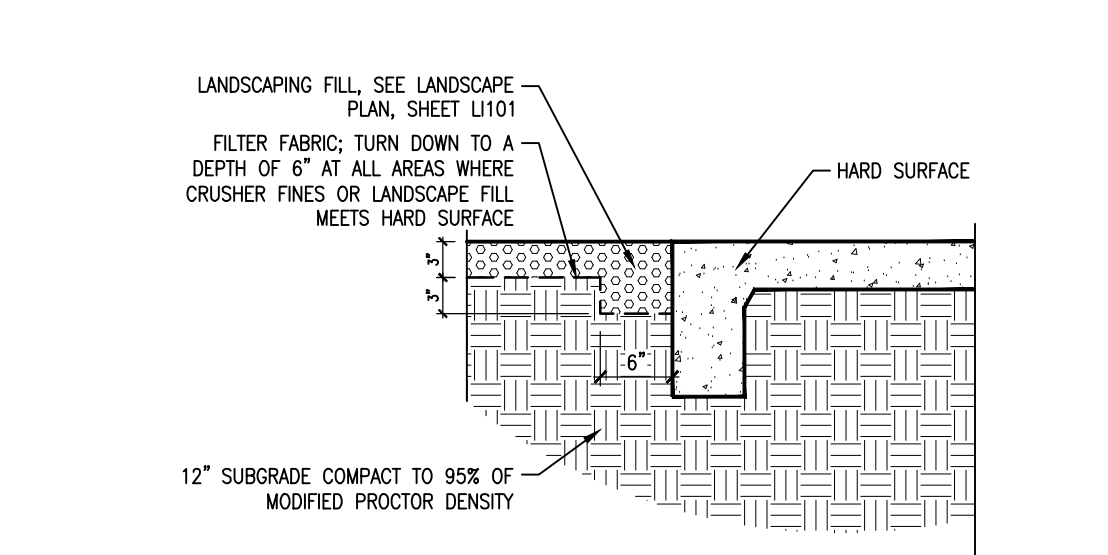 LANDSCAPING FILL, SEE LANDSCAPE
PLAN, SHEET LI101
FILTER FABRIC; TURN DOWN TO A
DEPTH OF 6" AT ALL AREAS WHERE
CRUSHER FINES OR LANDSCAPE FILL
MEETS HARD SURFACE
HARD SURFACE
3"
3"
6"
12" SUBGRADE COMPACT TO 95% OF
MODIFIED PROCTOR DENSITY